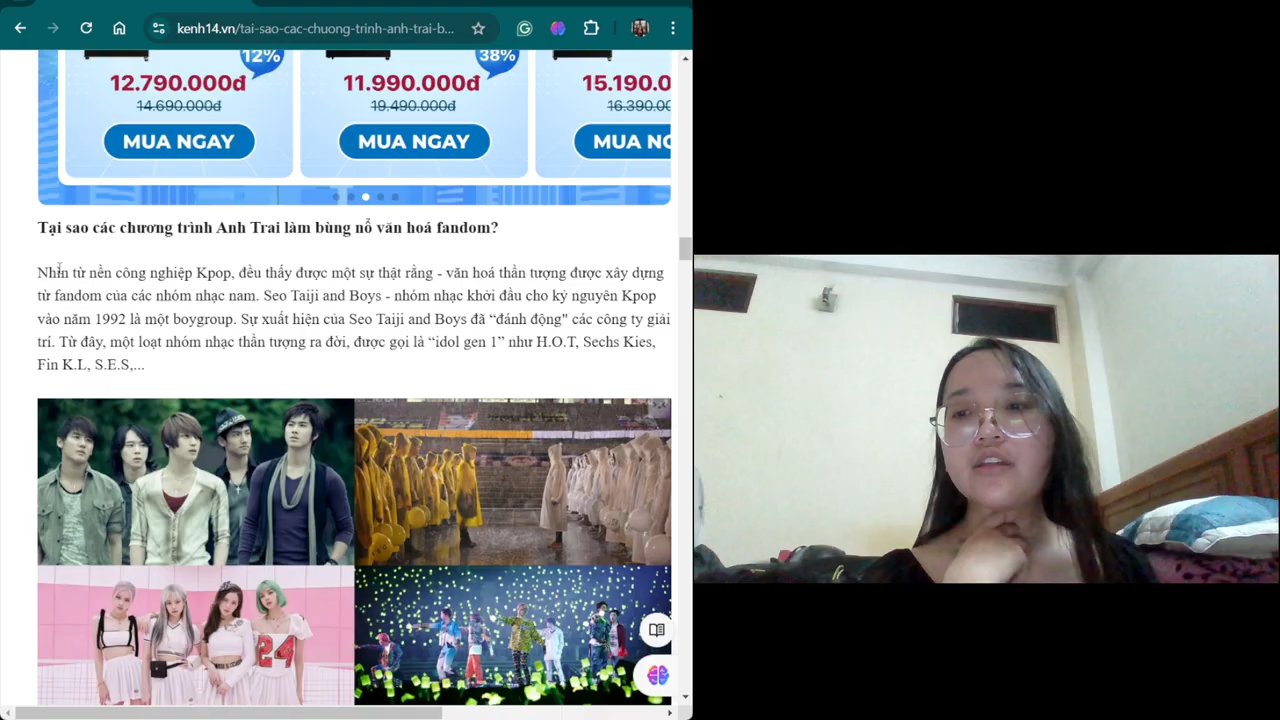 kenh14.vn/tai-sao-cac-chuong-trinh-anh-trai-b...
12% 38%
12.790.000đ 11.990.000đ 15.190.0
14.690.000đ 19.490.000đ 16.390.00
MUA NGAY MUA NGAY MUA NG
Tại sao các chương trình Anh Trai làm bùng nổ văn hoá fandom?
Nhìn từ nền công nghiệp Kpop, đều thấy được một sự thật rằng - văn hoá thần tượng được xây dựng
từ fandom của các nhóm nhạc nam. Seo Taiji and Boys - nhóm nhạc khởi đầu cho kỷ nguyên Kpop
vào năm 1992 là một boygroup. Sự xuất hiện của Seo Taiji and Boys đã “đánh động" các công ty giải
trí. Từ đây, một loạt nhóm nhạc thần tượng ra đời, được gọi là “idol gen 1” như H.O.T, Sechs Kies,
Fin K.L, S.E.S,...
24